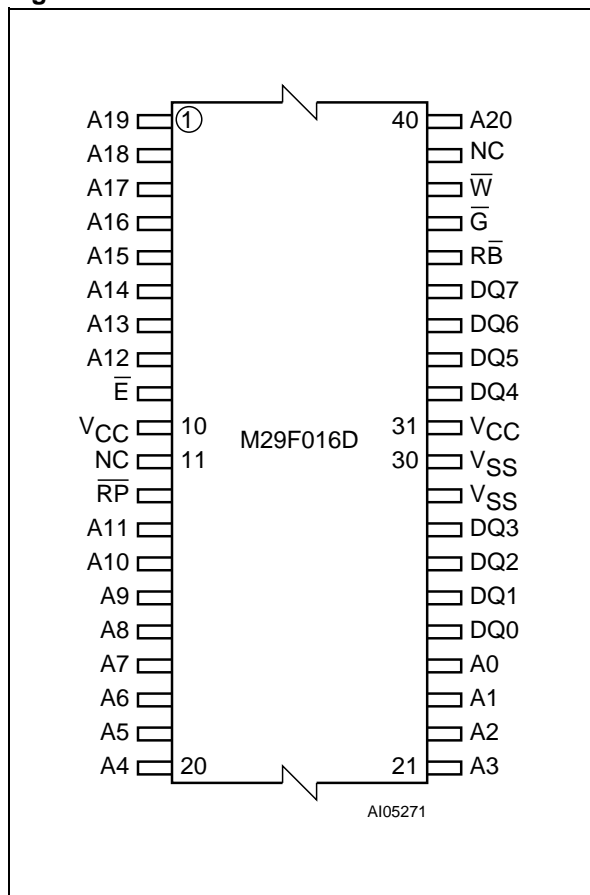 A19 1 40 A20
A18 NC
A17 W̅
A16 G̅
A15 RB̅
A14 DQ7
A13 DQ6
A12 DQ5
E̅ DQ4
VCC 10 31 VCC
M29F016D
NC 11 30 VSS
R̅P̅ VSS
A11 DQ3
A10 DQ2
A9 DQ1
A8 DQ0
A7 A0
A6 A1
A5 A2
A4 20 21 A3
AI05271